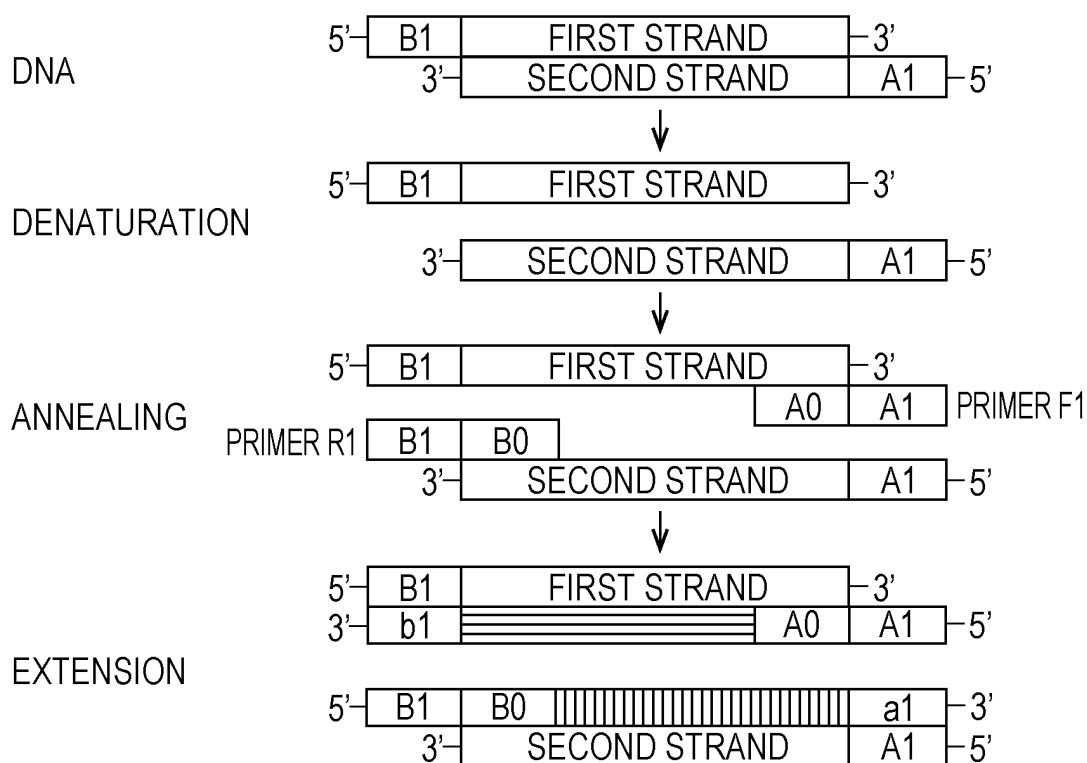 5’ B1 FIRST STRAND 3’
DNA
3’ SECOND STRAND A1 5’
5’ B1 FIRST STRAND 3’
DENATURATION
3’ SECOND STRAND A1 5’
5’ B1 FIRST STRAND 3’
A0 A1 PRIMER F1
ANNEALING
PRIMER R1 B1 B0
3’ SECOND STRAND A1 5’
5’ B1 FIRST STRAND 3’
3’ b1 A0 A1 5’
EXTENSION
5’ B1 B0 a1 3’
3’ SECOND STRAND A1 5’